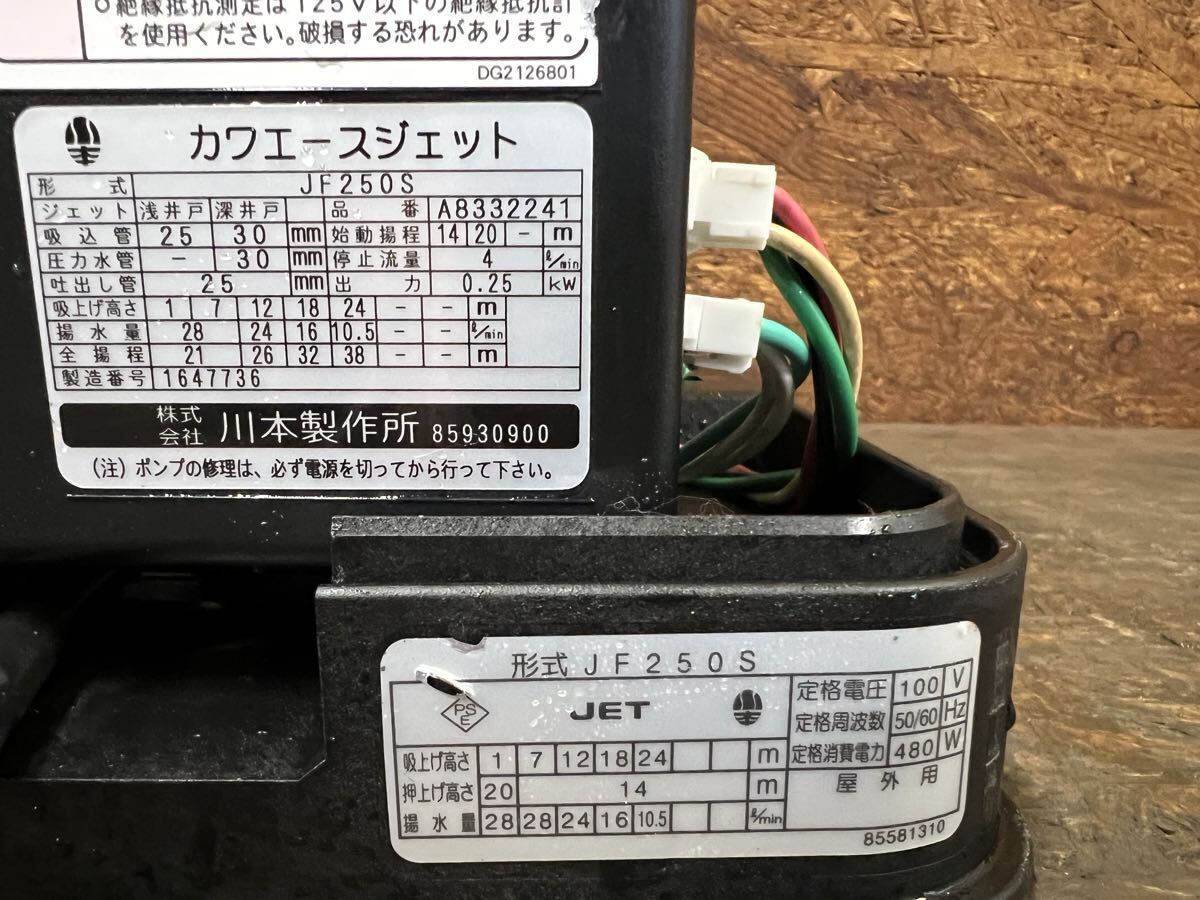 ○絶縁抵抗測定は125V以下の絶縁抵抗計
を使用ください。破損する恐れがあります。
DG2126801
カワエースジェット
形 式 JF250S
ジェット 浅井戸 深井戸 品 番 A8332241
吸込管 25 30 mm 始動揚程 14 20 - m
圧力水管 - 30 mm 停止流量 4 ℓ/min
吐出し管 25 mm 出 力 0.25 kW
吸上げ高さ 1 7 12 18 24 - - m
揚水量 28 24 16 10.5 - - ℓ/min
全揚程 21 26 32 38 - - m
製造番号 1647736
株式会社 川本製作所 85930900
(注) ポンプの修理は、必ず電源を切ってから行って下さい。
形式 JF250S
PSE JET
定格電圧 100 V
定格周波数 50/60 Hz
定格消費電力 480 W
屋外用
吸上げ高さ 1 7 12 18 24 m
押上げ高さ 20 14 m
揚水量 28 28 24 16 10.5 ℓ/min
85581310